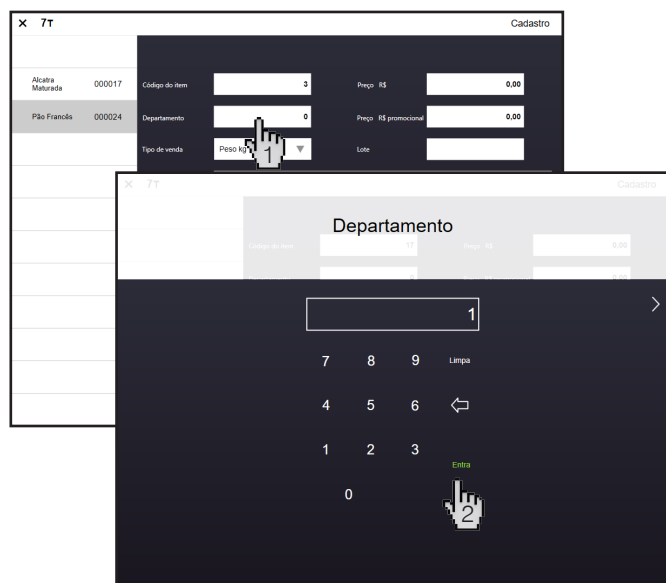 × 7T Cadastro
Alcatra Maturada 000017
Pão Francês 000024
Código do item 3 Preço R$ 0,00
Departamento 0 Preço R$ promocional 0,00
Tipo de venda Peso kg Lote
1
× 7T Cadastro
Departamento
Código do item 17 Preço R$ 0,00
1
7 8 9 Limpa
4 5 6
1 2 3
Entra
0
2